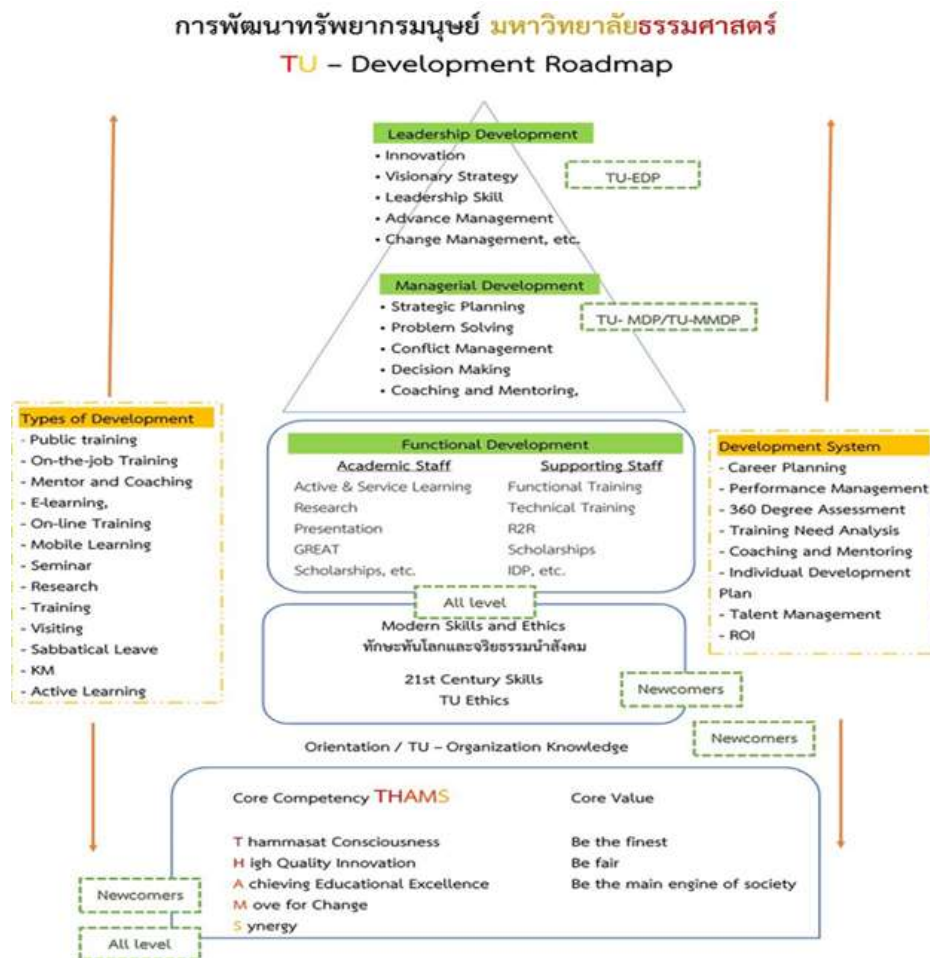 การพัฒนาทรัพยากรมนุษย์ มหาวิทยาลัยธรรมศาสตร์
TU – Development Roadmap
Leadership Development
• Innovation
• Visionary Strategy
• Leadership Skill
• Advance Management
• Change Management, etc.
TU-EDP
Managerial Development
• Strategic Planning
• Problem Solving
• Conflict Management
• Decision Making
• Coaching and Mentoring,
TU- MDP/TU-MMDP
Types of Development
- Public training
- On-the-job Training
- Mentor and Coaching
- E-learning,
- On-line Training
- Mobile Learning
- Seminar
- Research
- Training
- Visiting
- Sabbatical Leave
- KM
- Active Learning
Functional Development
Academic Staff
Active & Service Learning
Research
Presentation
GREAT
Scholarships, etc.
Supporting Staff
Functional Training
Technical Training
R2R
Scholarships
IDP, etc.
Development System
- Career Planning
- Performance Management
- 360 Degree Assessment
- Training Need Analysis
- Coaching and Mentoring
- Individual Development
Plan
- Talent Management
- ROI
All level
Modern Skills and Ethics
ทักษะทันโลกและจริยธรรมนำสังคม
21st Century Skills
TU Ethics
Newcomers
Newcomers
Orientation / TU – Organization Knowledge
Core Competency THAMS
T hammasat Consciousness
H igh Quality Innovation
A chieving Educational Excellence
M ove for Change
S ynergy
Core Value
Be the finest
Be fair
Be the main engine of society
Newcomers
All level